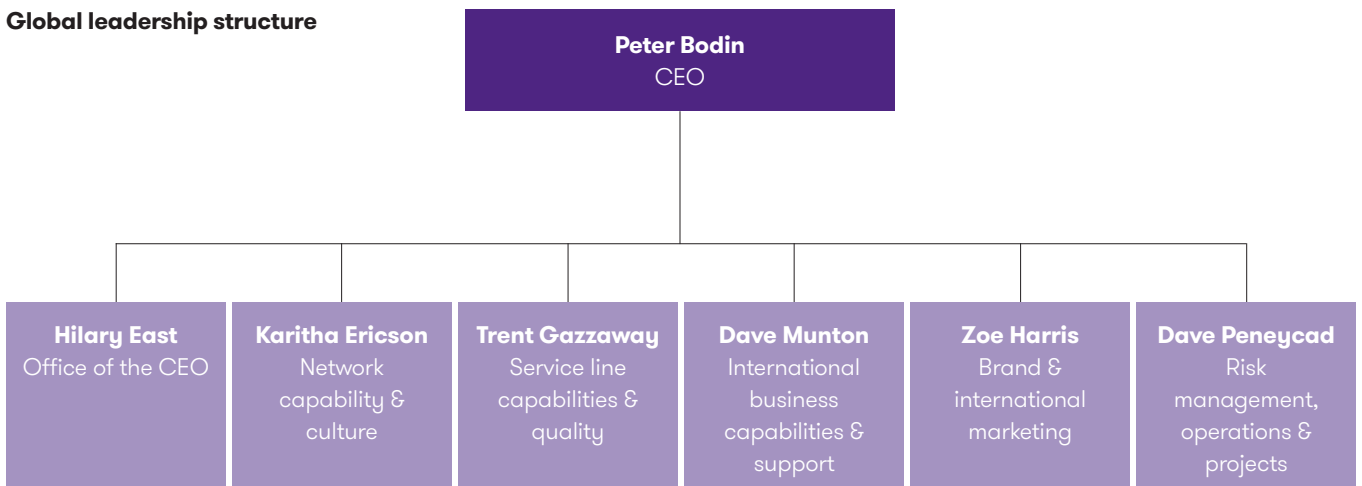 Global leadership structure
Peter Bodin
CEO
Hilary East
Office of the CEO
Karitha Ericson
Network
capability &
culture
Trent Gazzaway
Service line
capabilities &
quality
Dave Munton
International
business
capabilities &
support
Zoe Harris
Brand &
international
marketing
Dave Peneycad
Risk
management,
operations &
projects